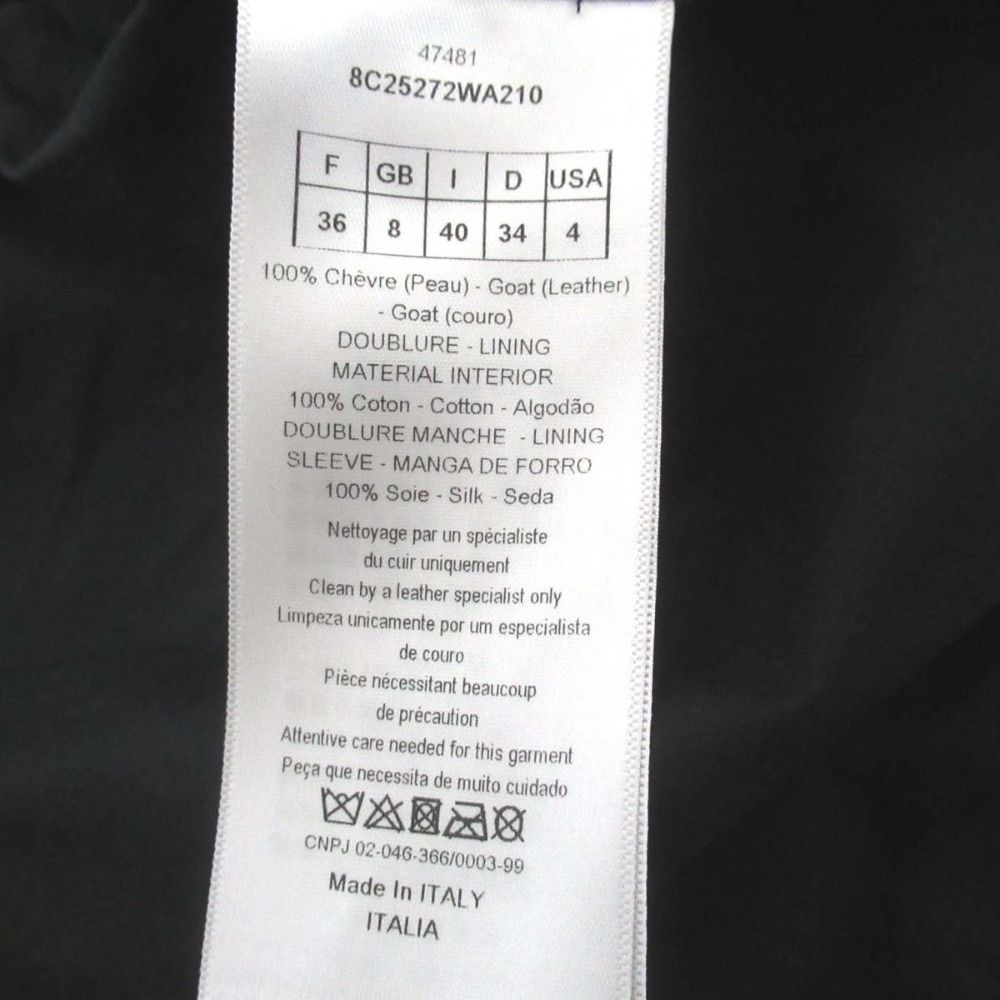 47481
8C25272WA210
F GB I D USA
36 8 40 34 4
100% Chèvre (Peau) - Goat (Leather)
- Goat (couro)
DOUBLURE - LINING
MATERIAL INTERIOR
100% Coton - Cotton - Algodão
DOUBLURE MANCHE - LINING
SLEEVE - MANGA DE FORRO
100% Soie - Silk - Seda
Nettoyage par un spécialiste
du cuir uniquement
Clean by a leather specialist only
Limpeza unicamente por um especialista
de couro
Pièce nécessitant beaucoup
de précaution
Attentive care needed for this garment
Peça que necessita de muito cuidado
CNPJ 02-046-366/0003-99
Made In ITALY
ITALIA